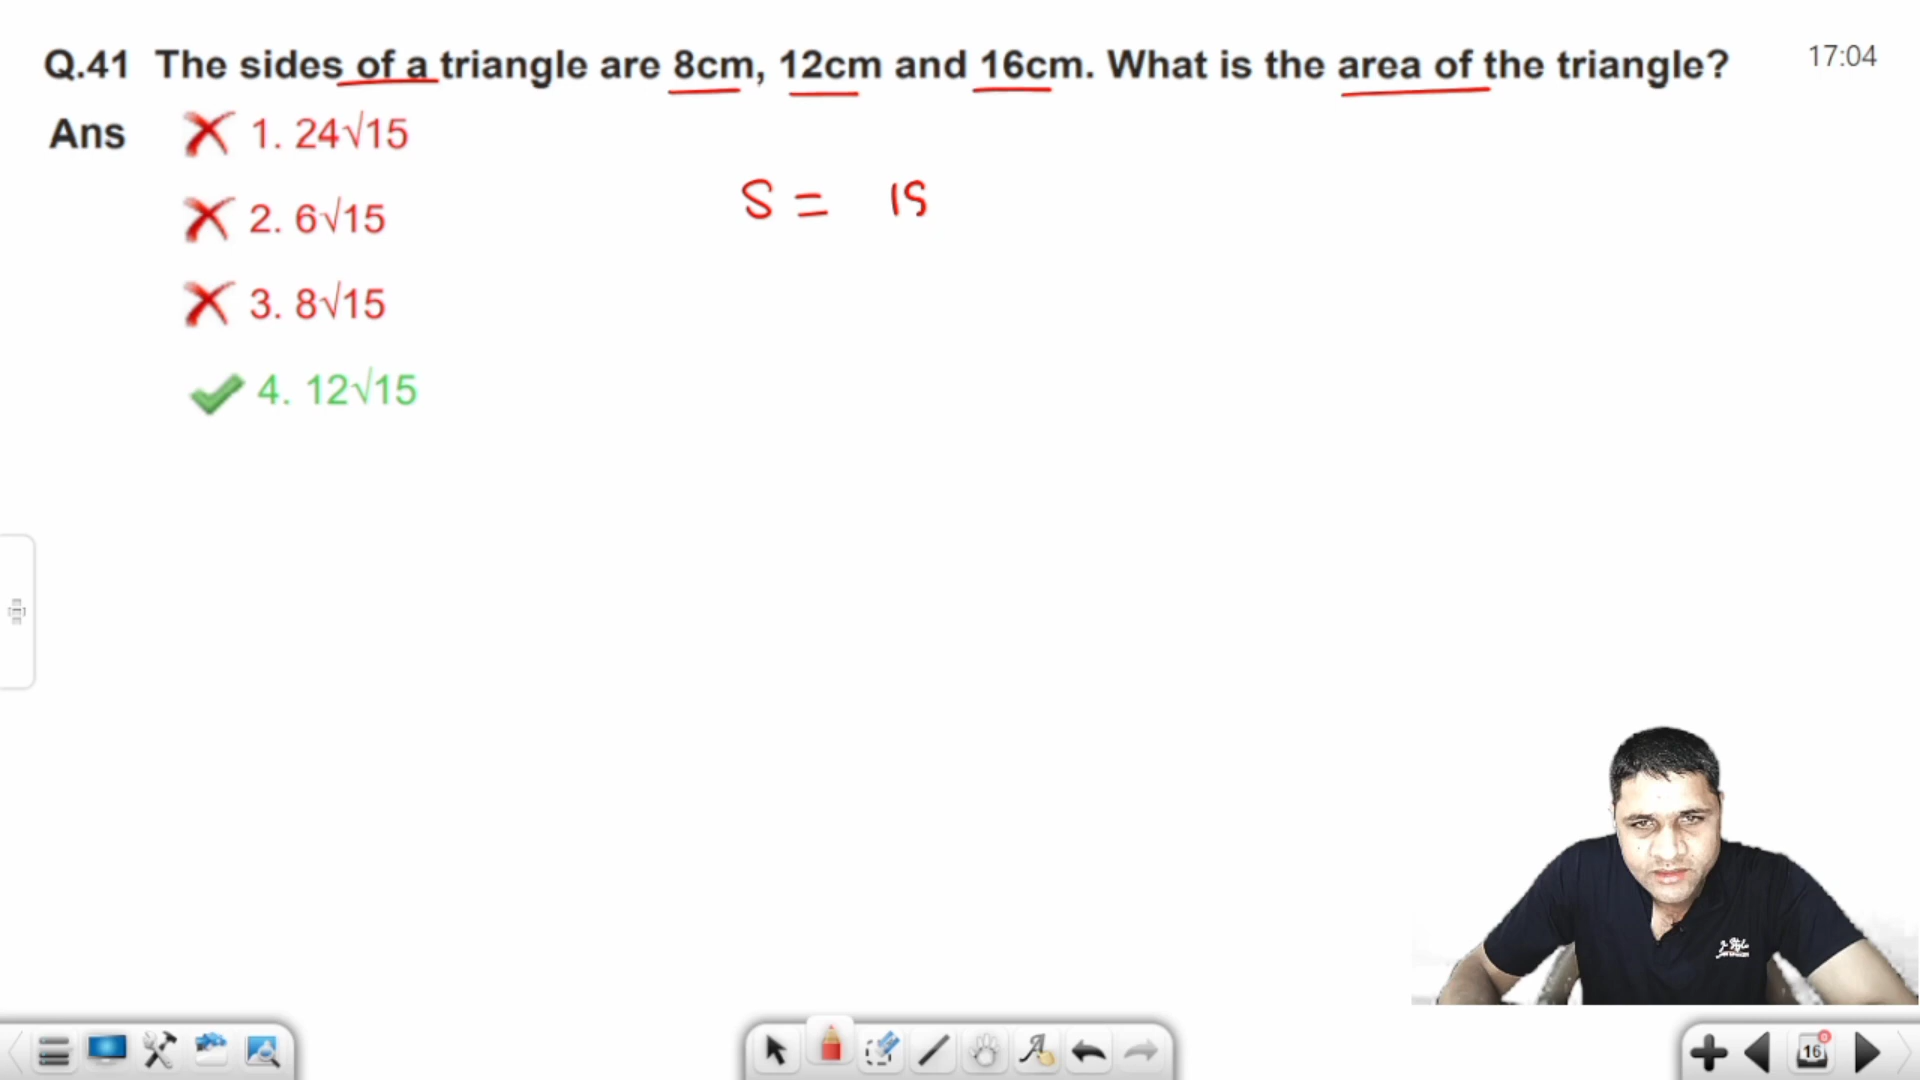 Q.41 The sides of a triangle are 8cm, 12cm and 16cm. What is the area of the triangle?
17:04
Ans
1. 24√15
2. 6√15
3. 8√15
4. 12√15
S = 18
16